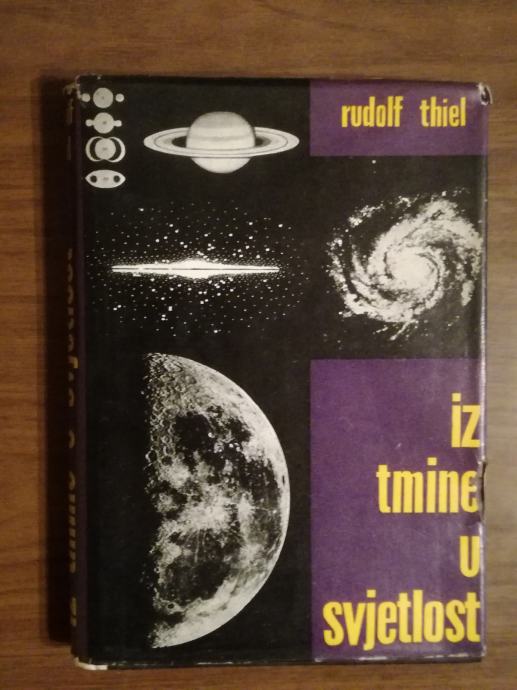 rudolf thiel
iz
tmine
u
svjetlost